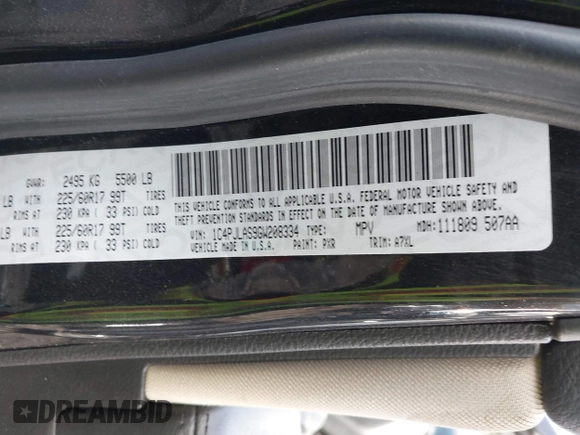 GVWR: 2495 KG 5500 LB
LB WITH 225/60R17 99T TIRES
RIMS AT 230 KPA ( 33 PSI) COLD
LB WITH 225/60R17 99T TIRES
RIMS AT 230 KPA ( 33 PSI) COLD
THIS VEHICLE CONFORMS TO ALL APPLICABLE U.S.A. FEDERAL MOTOR VEHICLE SAFETY AND
THEFT PREVENTION STANDARDS IN EFFECT ON THE DATE OF MANUFACTURE SHOWN ABOVE.
VIN: 1C4PJLAS9GW208334 TYPE: MPV MDH: 111809 507AA
VEHICLE MADE IN U.S.A. PAINT: PXR TRIM: A7XL
DREAMBID